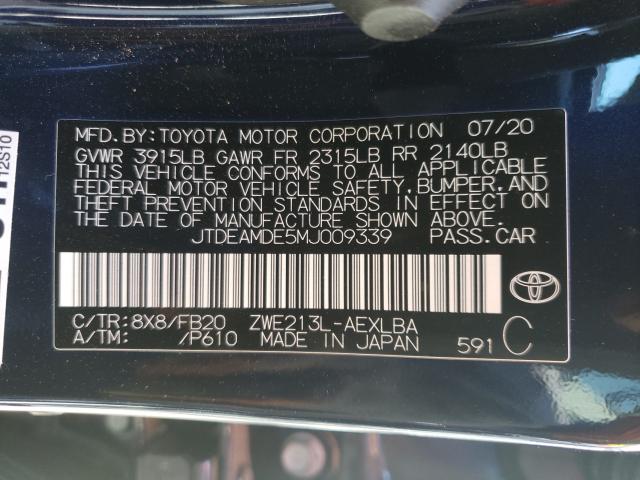 MFD.BY:TOYOTA MOTOR CORPORATION 07/20
GVWR 3915LB GAWR FR 2315LB RR 2140LB
THIS VEHICLE CONFORMS TO ALL APPLICABLE
FEDERAL MOTOR VEHICLE SAFETY,BUMPER,AND
THEFT PREVENTION STANDARDS IN EFFECT ON
THE DATE OF MANUFACTURE SHOWN ABOVE.
JTDEAMDE5MJ009339 PASS.CAR
C/TR:8X8/FB20 ZWE213L-AEXLBA
A/TM: /P610 MADE IN JAPAN 591 C
12S10